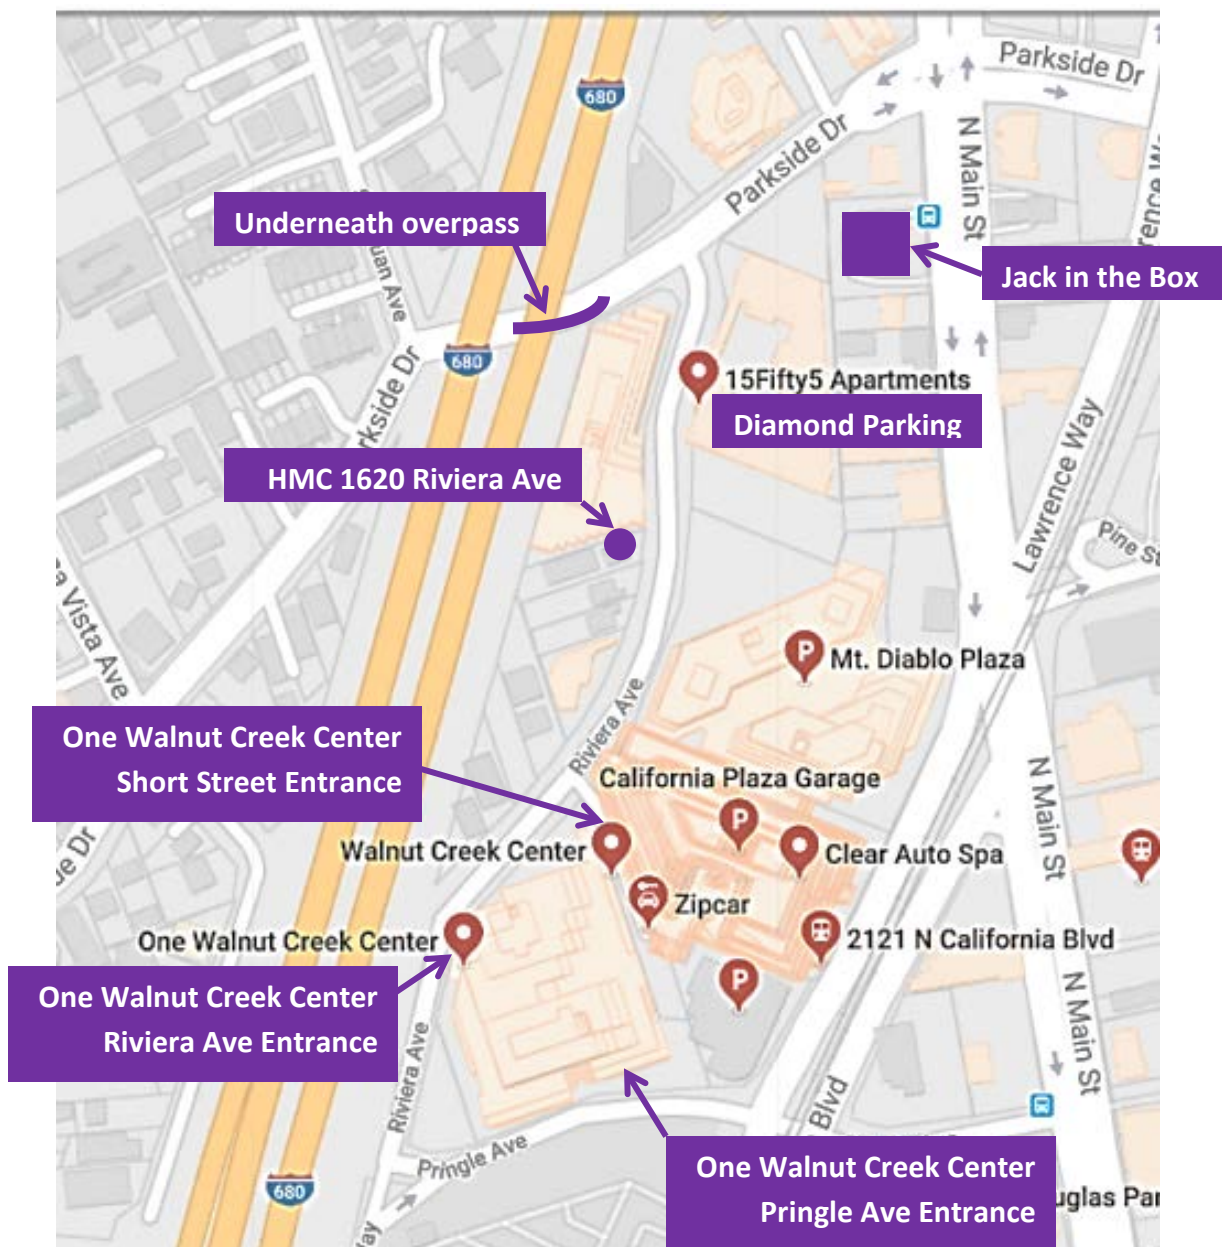 Parkside Dr
680
Parkside Dr
N Main St
Underneath overpass
Jack in the Box
680
15Fifty5 Apartments
Diamond Parking
Lawrence Way
HMC 1620 Riviera Ave
Pine St
Vista Ave
Mt. Diablo Plaza
Riviera Ave
One Walnut Creek Center
Short Street Entrance
California Plaza Garage
N Main St
Walnut Creek Center
Clear Auto Spa
Zipcar
One Walnut Creek Center
2121 N California Blvd
One Walnut Creek Center
Riviera Ave Entrance
N Main St
Riviera Ave
Blvd
Pringle Ave
One Walnut Creek Center
Pringle Ave Entrance
680